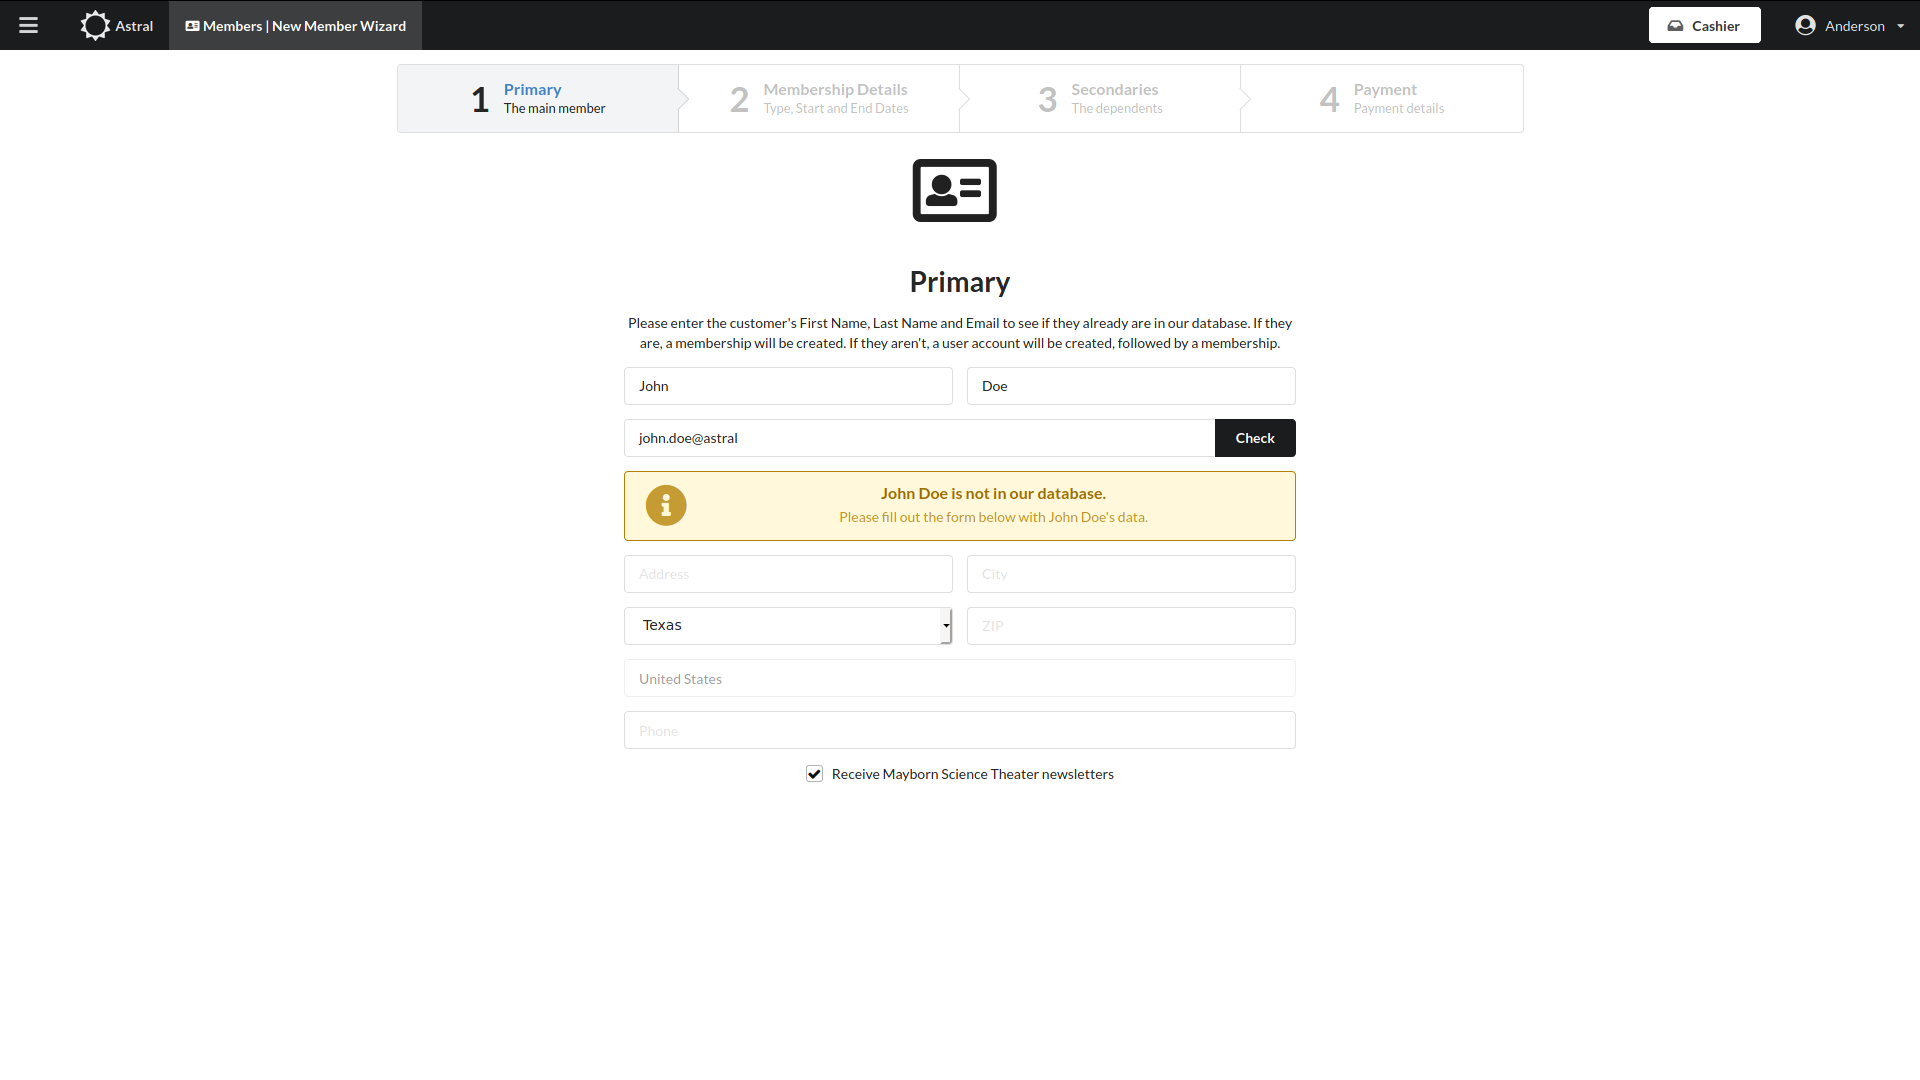 Astral
Members | New Member Wizard
Cashier
Anderson
1
Primary
The main member
2
Membership Details
Type, Start and End Dates
3
Secondaries
The dependents
4
Payment
Payment details
Primary
Please enter the customer's First Name, Last Name and Email to see if they already are in our database. If they
are, a membership will be created. If they aren't, a user account will be created, followed by a membership.
John
Doe
john.doe@astral
Check
John Doe is not in our database.
Please fill out the form below with John Doe's data.
Address
City
Texas
ZIP
United States
Phone
Receive Mayborn Science Theater newsletters